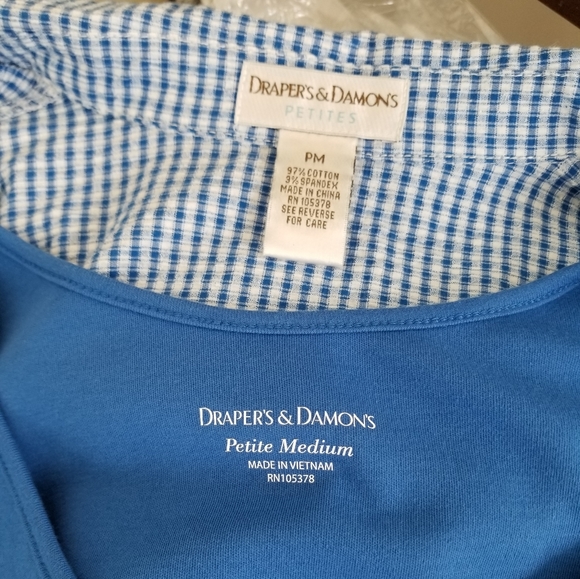 DRAPER'S & DAMON'S
PETITES
PM
97% COTTON
3% SPANDEX
MADE IN CHINA
RN 105378
SEE REVERSE
FOR CARE
DRAPER'S & DAMON'S
Petite Medium
MADE IN VIETNAM
RN105378